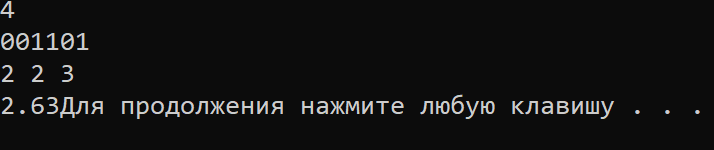 4
001101
2 2 3
2.63Для продолжения нажмите любую клавишу . . .